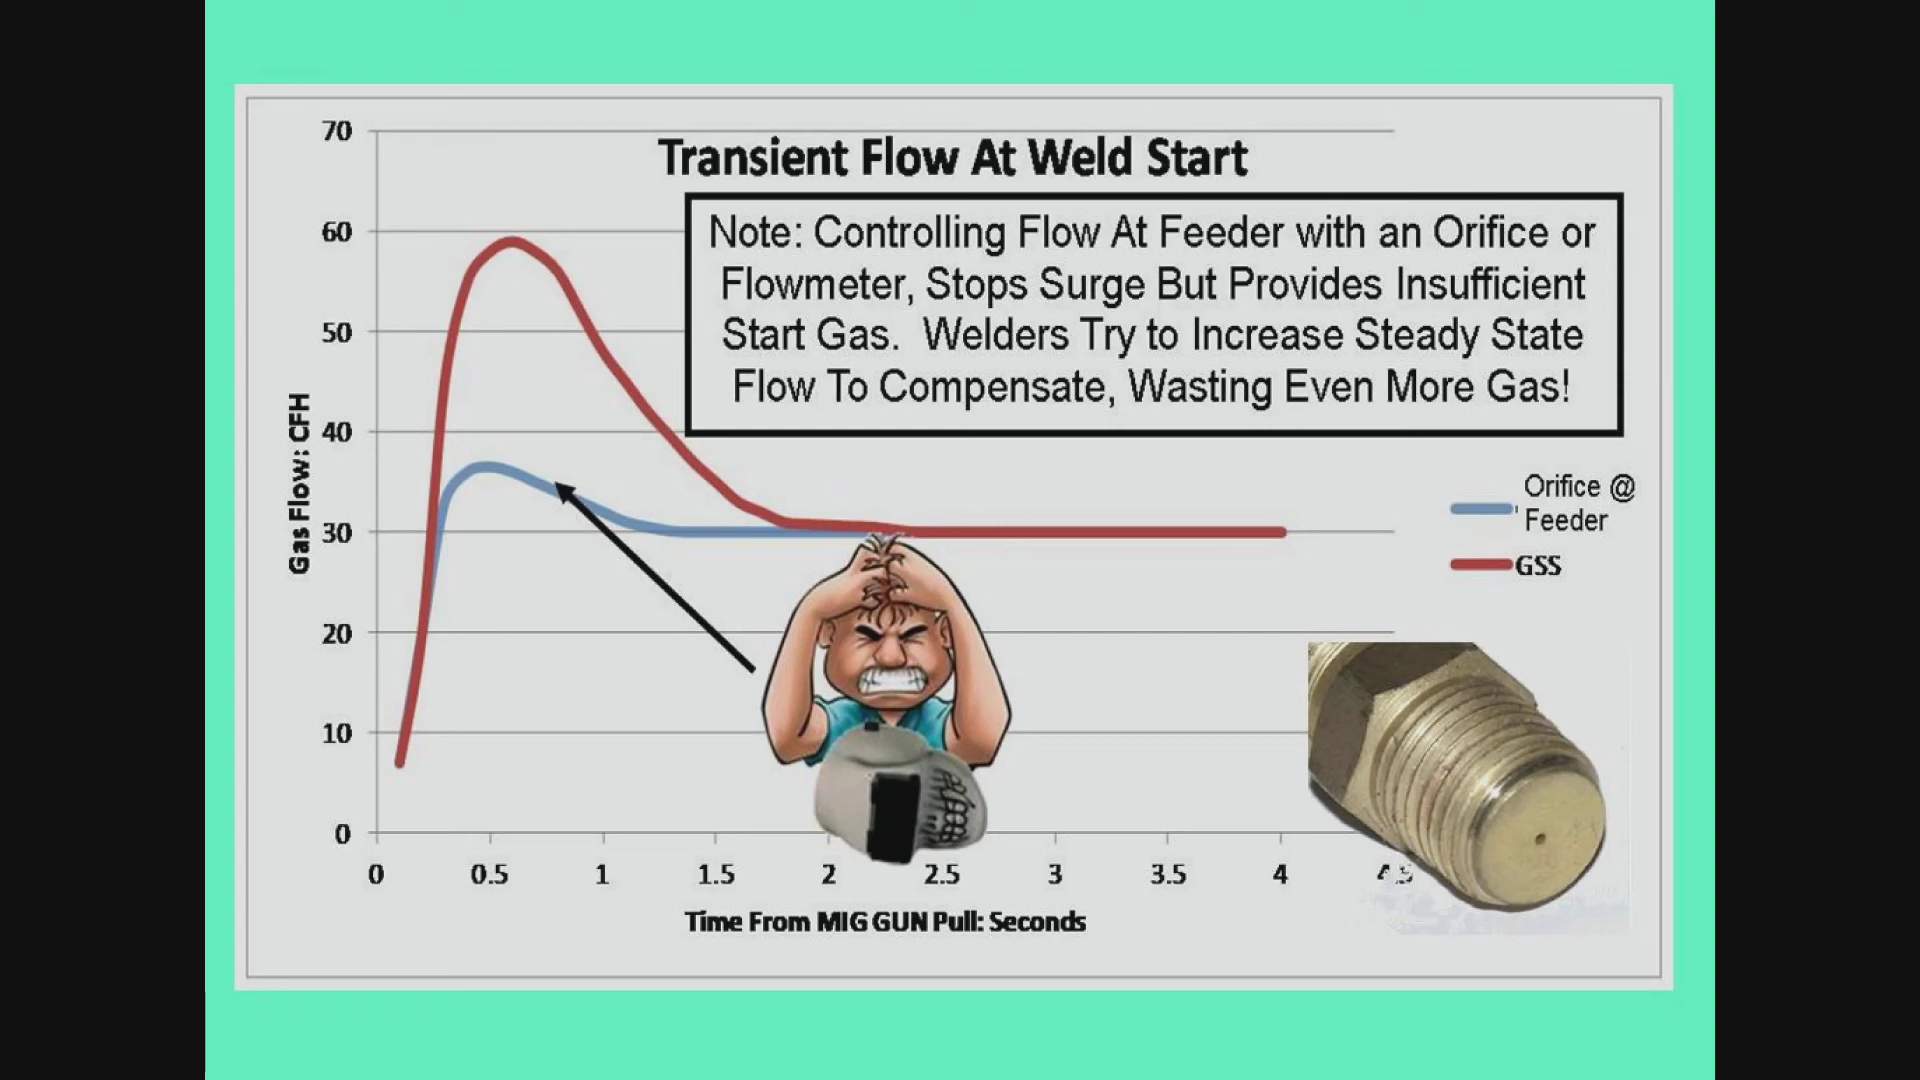 Transient Flow At Weld Start
Note: Controlling Flow At Feeder with an Orifice or
Flowmeter, Stops Surge But Provides Insufficient
Start Gas. Welders Try to Increase Steady State
Flow To Compensate, Wasting Even More Gas!
70
60
50
40
30
20
10
0
Gas Flow: CFH
Orifice @
Feeder
GSS
0 0.5 1 1.5 2 2.5 3 3.5 4
Time From MIG GUN Pull: Seconds